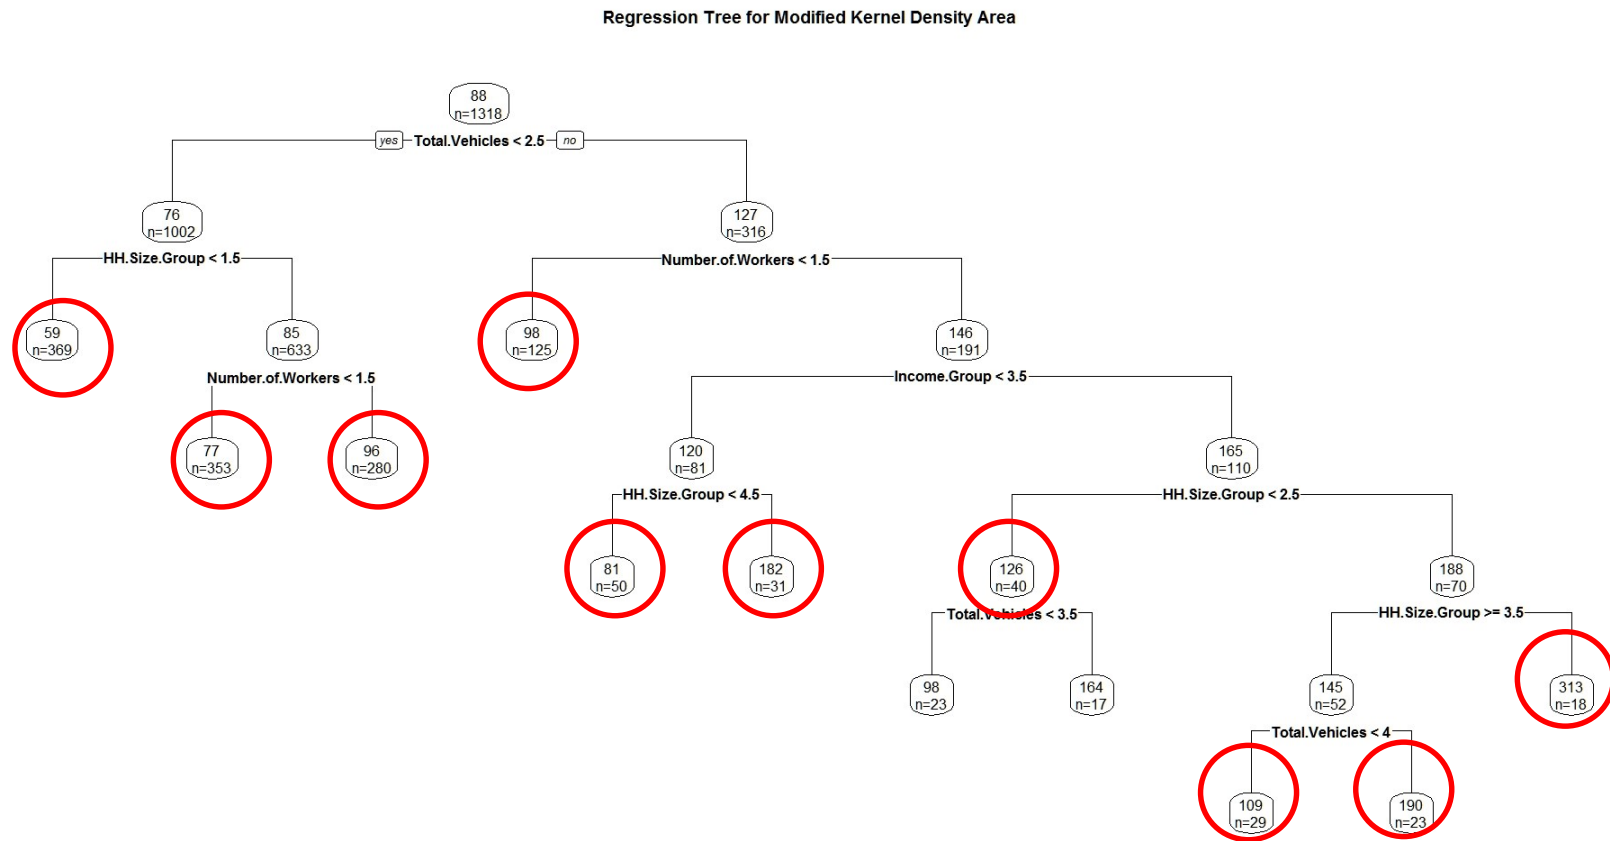 Regression Tree for Modified Kernel Density Area
88
n=1318
yes Total.Vehicles < 2.5 no
76
n=1002
127
n=316
HH.Size.Group < 1.5
Number.of.Workers < 1.5
59
n=369
85
n=633
98
n=125
146
n=191
Number.of.Workers < 1.5
Income.Group < 3.5
77
n=353
96
n=280
120
n=81
165
n=110
HH.Size.Group < 4.5
HH.Size.Group < 2.5
81
n=50
182
n=31
126
n=40
188
n=70
Total.Vehicles < 3.5
HH.Size.Group >= 3.5
98
n=23
164
n=17
145
n=52
313
n=18
Total.Vehicles < 4
109
n=29
190
n=23